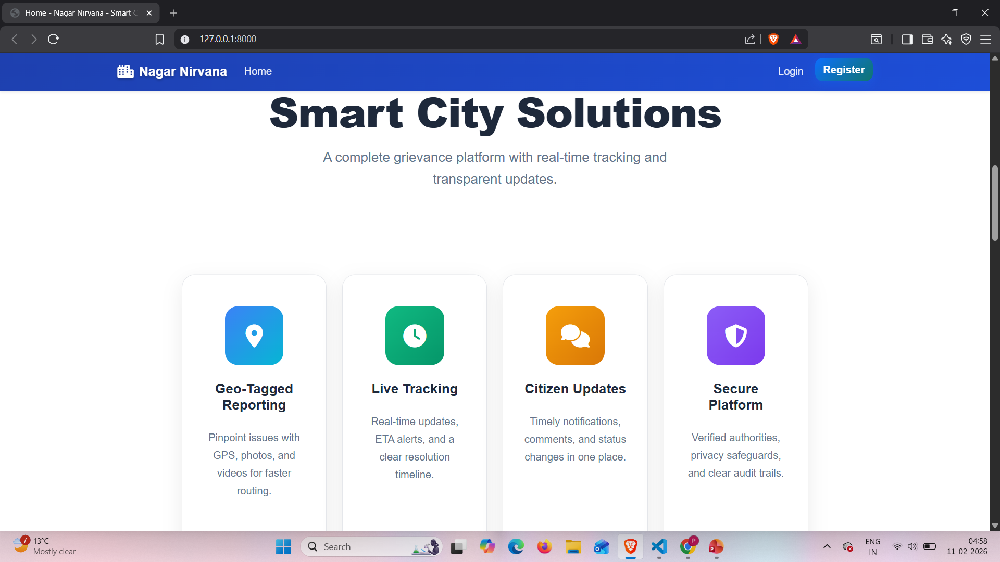 Home - Nagar Nirvana - Smart C
127.0.0.1:8000
Nagar Nirvana
Home
Login
Register
Smart City Solutions
A complete grievance platform with real-time tracking and
transparent updates.
Geo-Tagged
Reporting
Pinpoint issues with
GPS, photos, and
videos for faster
routing.
Live Tracking
Real-time updates,
ETA alerts, and a
clear resolution
timeline.
Citizen Updates
Timely notifications,
comments, and status
changes in one place.
Secure
Platform
Verified authorities,
privacy safeguards,
and clear audit trails.
7
13°C
Mostly clear
Search
O
P
P
ENG
IN
04:58
11-02-2026